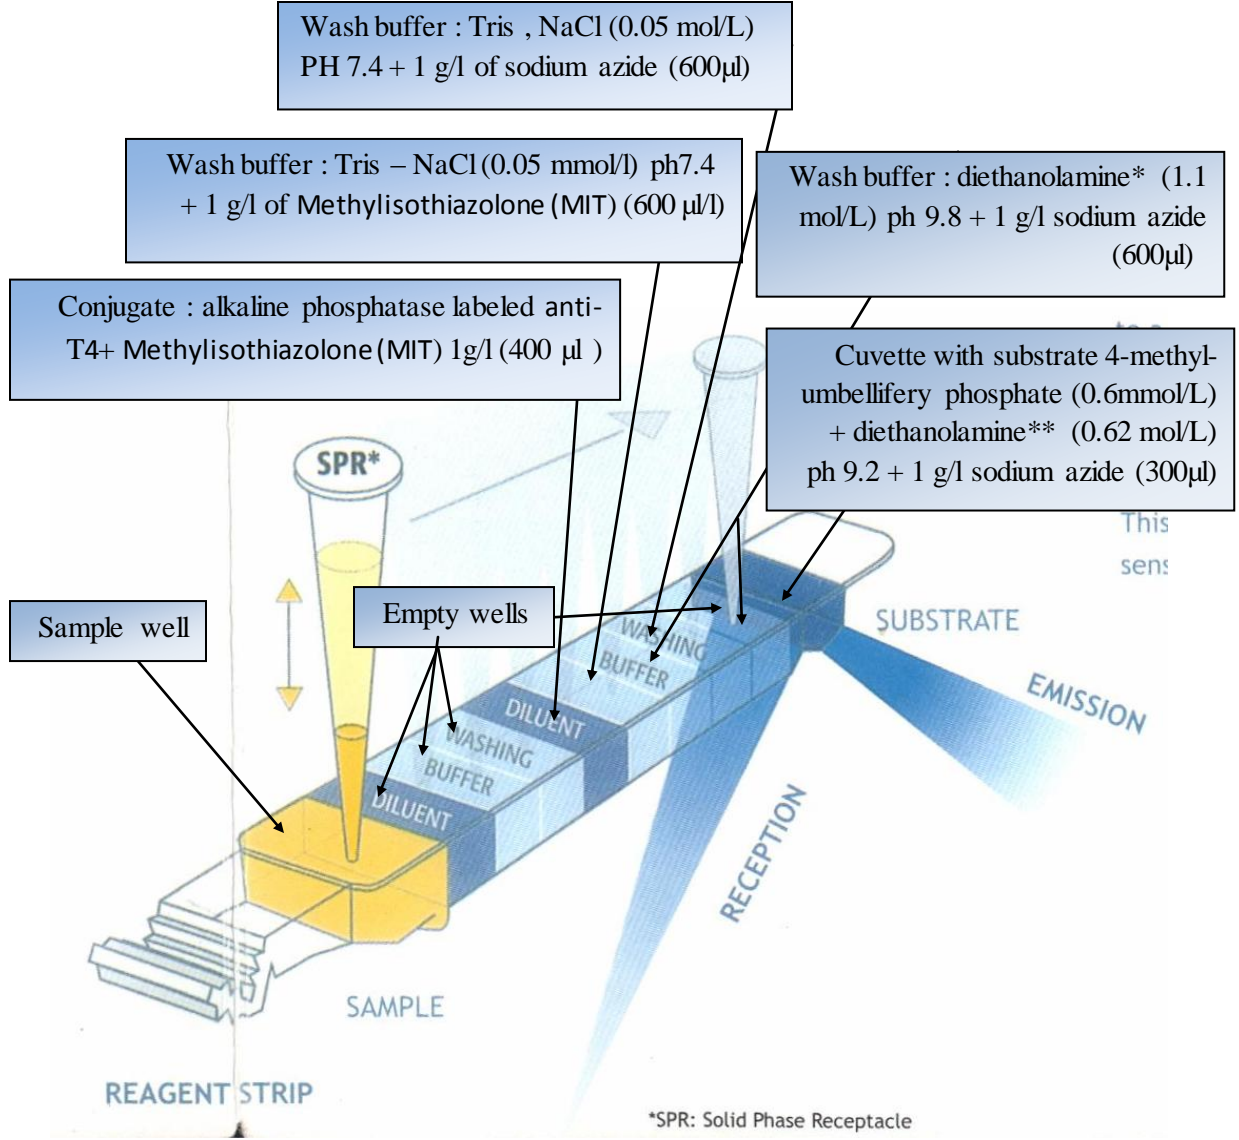 Wash buffer : Tris , NaCl (0.05 mol/L)
PH 7.4 + 1 g/l of sodium azide (600µl)
Wash buffer : Tris – NaCl (0.05 mmol/l) ph7.4
+ 1 g/l of Methylisothiazolone (MIT) (600 µl/l)
Wash buffer : diethanolamine* (1.1
mol/L) ph 9.8 + 1 g/l sodium azide
(600µl)
Conjugate : alkaline phosphatase labeled anti-
T4+ Methylisothiazolone (MIT) 1g/l (400 µl )
Cuvette with substrate 4-methyl-
umbellifery phosphate (0.6mmol/L)
+ diethanolamine** (0.62 mol/L)
ph 9.2 + 1 g/l sodium azide (300µl)
SPR*
This
sens
Sample well
Empty wells
SUBSTRATE
WASHING
BUFFER
EMISSION
DILUENT
WASHING
BUFFER
DILUENT
RECEPTION
SAMPLE
REAGENT STRIP
*SPR: Solid Phase Receptacle